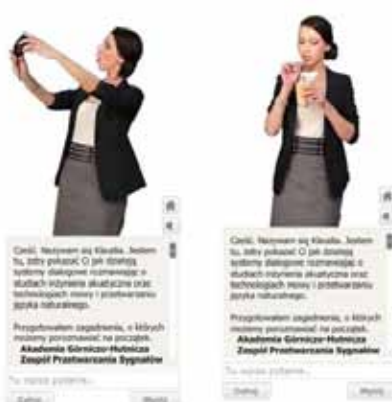 Cześć. Nazywam się Klaudia. Jestem
tu, żeby pokazać Ci jak działają
systemy dialogowe rozmawiając o
studiach inżynieria akustyczna oraz
technologiach mowy i przetwarzaniu
języka naturalnego.
Przygotowałam zagadnienia, o których
możemy porozmawiać na początek.
Akademia Górniczo-Hutnicza
Zespół Przetwarzania Sygnałów
Tu wpisz pytanie...
Wyślij
Cześć. Nazywam się Klaudia. Jestem
tu, żeby pokazać Ci jak działają
systemy dialogowe rozmawiając o
studiach inżynieria akustyczna oraz
technologiach mowy i przetwarzaniu
języka naturalnego.
Przygotowałam zagadnienia, o których
możemy porozmawiać na początek.
Akademia Górniczo-Hutnicza
Zespół Przetwarzania Sygnałów
Tu wpisz pytanie...
Wyślij